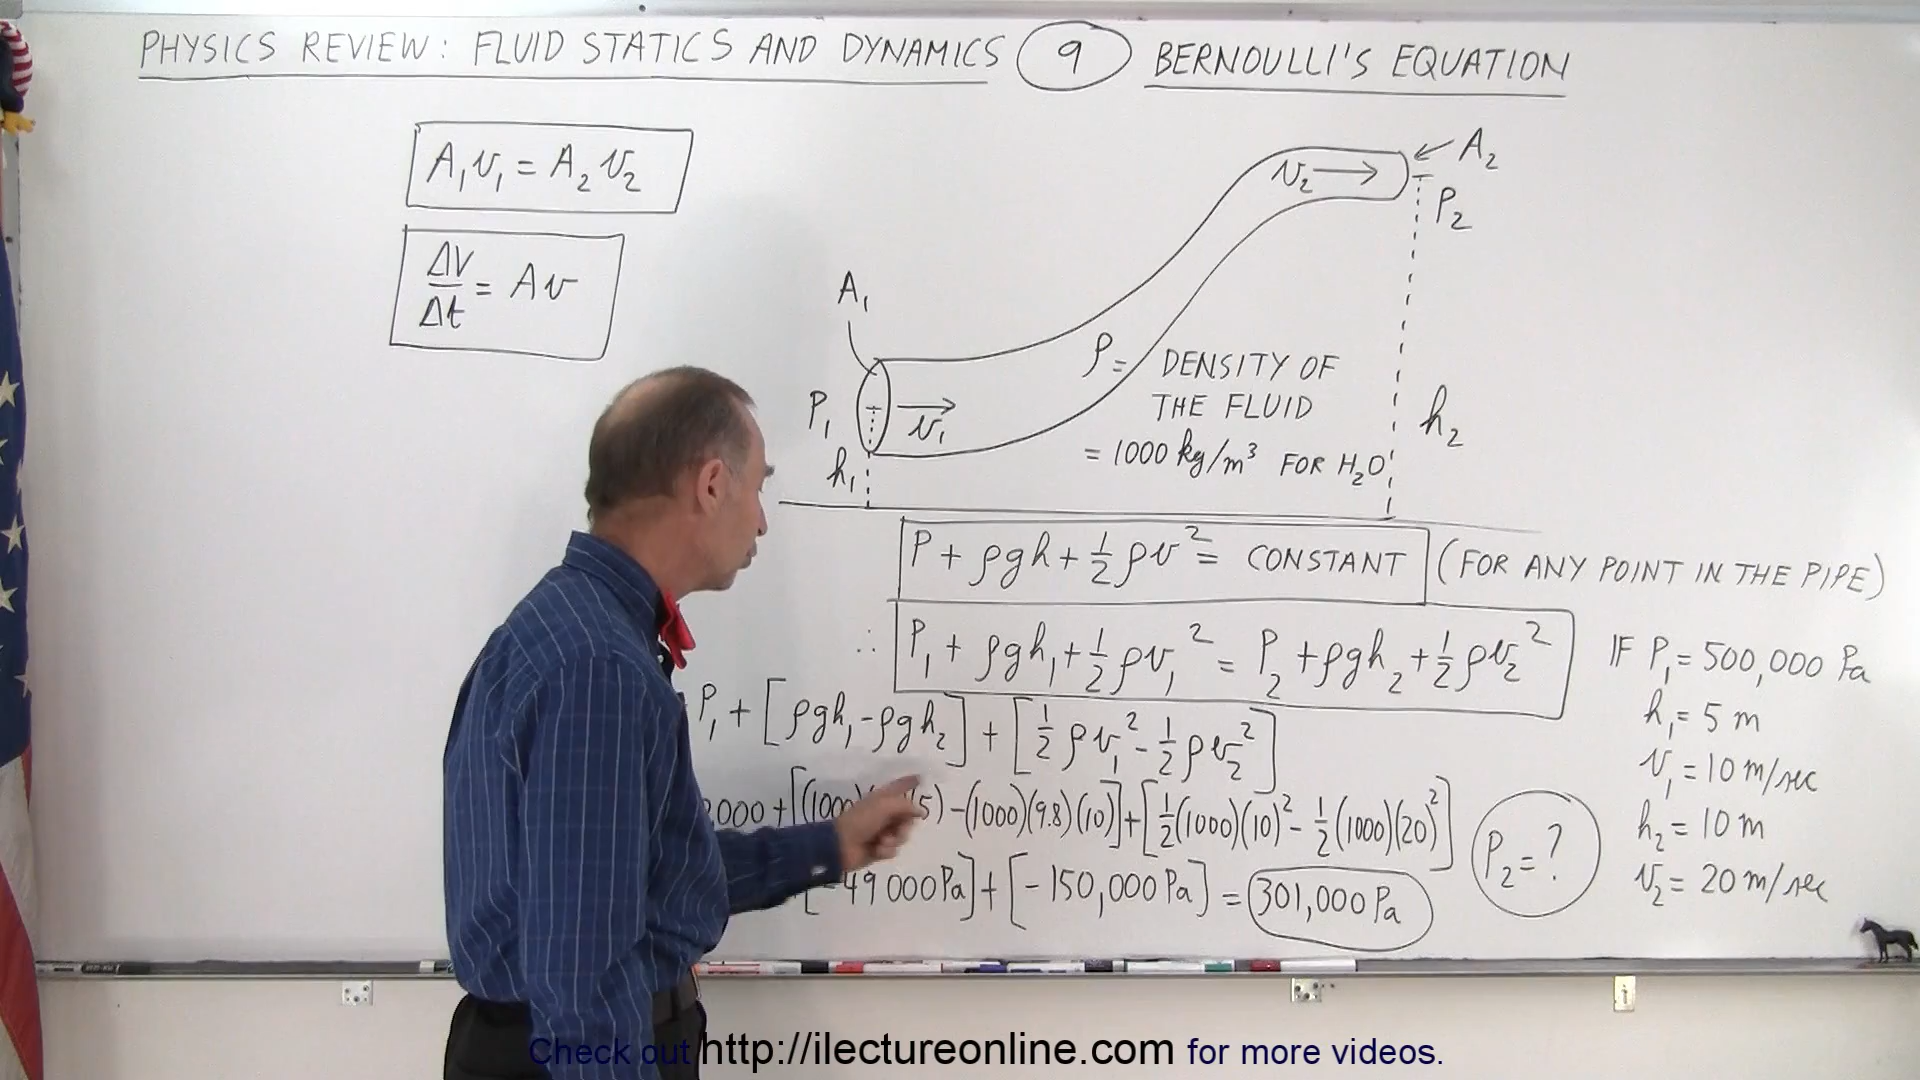 PHYSICS REVIEW: FLUID STATICS AND DYNAMICS 9 BERNOULLI'S EQUATION
A₁v₁ = A₂v₂
ΔV/Δt = Av
v₂
A₂
P₂
A₁
P₁
v₁
h₁
h₂
ρ = DENSITY OF
THE FLUID
= 1000 kg/m³ FOR H₂O
P + ρgh + ½ρv² = CONSTANT (FOR ANY POINT IN THE PIPE)
∴ P₁ + ρgh₁ + ½ρv₁² = P₂ + ρgh₂ + ½ρv₂²
P₁ + [ρgh₁ - ρgh₂] + [½ρv₁² - ½ρv₂²]
000 + [(1000) 5) - (1000)(9.8)(10)] + [½(1000)(10)² - ½(1000)(20)²]
[-49000 Pa] + [-150,000 Pa] = 301,000 Pa
P₂ = ?
IF P₁ = 500,000 Pa
h₁ = 5 m
v₁ = 10 m/sec
h₂ = 10 m
v₂ = 20 m/sec
Check out http://ilectureonline.com for more videos.